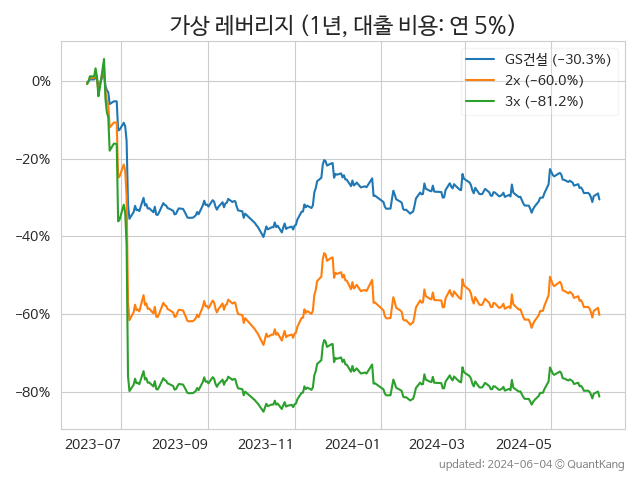 가상 레버리지 (1년, 대출 비용: 연 5%)
GS건설 (−30.3%)
2x (−60.0%)
3x (−81.2%)
0%
−20%
−40%
−60%
−80%
2023-07 2023-09 2023-11 2024-01 2024-03 2024-05
updated: 2024-06-04 © QuantKang